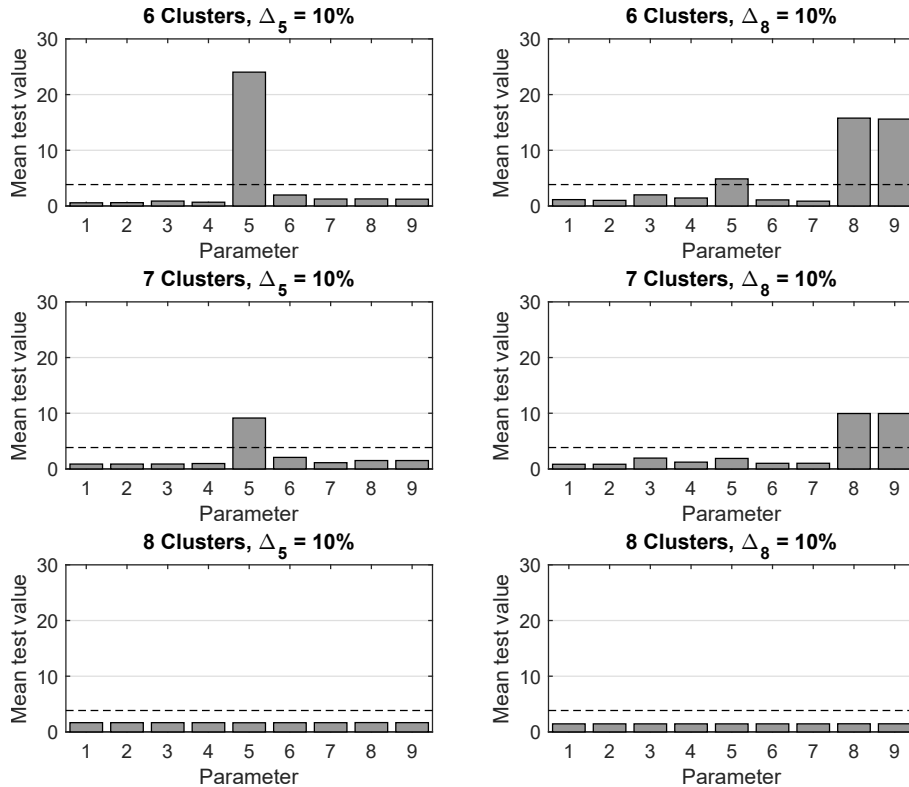 6 Clusters, Δ₅ = 10%
30
20
10
0
Mean test value
1 2 3 4 5 6 7 8 9
Parameter
6 Clusters, Δ₈ = 10%
30
20
10
0
Mean test value
1 2 3 4 5 6 7 8 9
Parameter
7 Clusters, Δ₅ = 10%
30
20
10
0
Mean test value
1 2 3 4 5 6 7 8 9
Parameter
7 Clusters, Δ₈ = 10%
30
20
10
0
Mean test value
1 2 3 4 5 6 7 8 9
Parameter
8 Clusters, Δ₅ = 10%
30
20
10
0
Mean test value
1 2 3 4 5 6 7 8 9
Parameter
8 Clusters, Δ₈ = 10%
30
20
10
0
Mean test value
1 2 3 4 5 6 7 8 9
Parameter